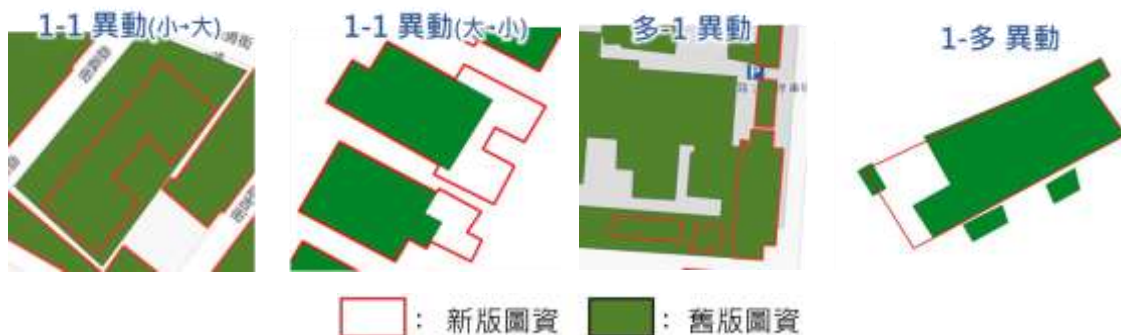 1-1 異動(小→大)
1-1 異動(大→小)
多-1 異動
1-多 異動
P
： 新版圖資
： 舊版圖資